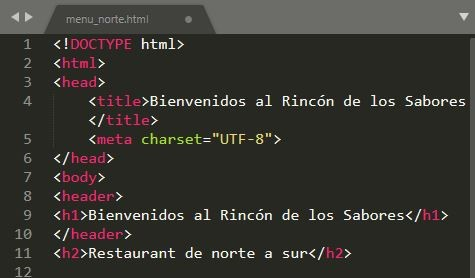 menu_norte.html
1 <!DOCTYPE html>
2 <html>
3 <head>
4 <title>Bienvenidos al Rincón de los Sabores
</title>
5 <meta charset="UTF-8">
6 </head>
7 <body>
8 <header>
9 <h1>Bienvenidos al Rincón de los Sabores</h1>
10 </header>
11 <h2>Restaurant de norte a sur</h2>
12